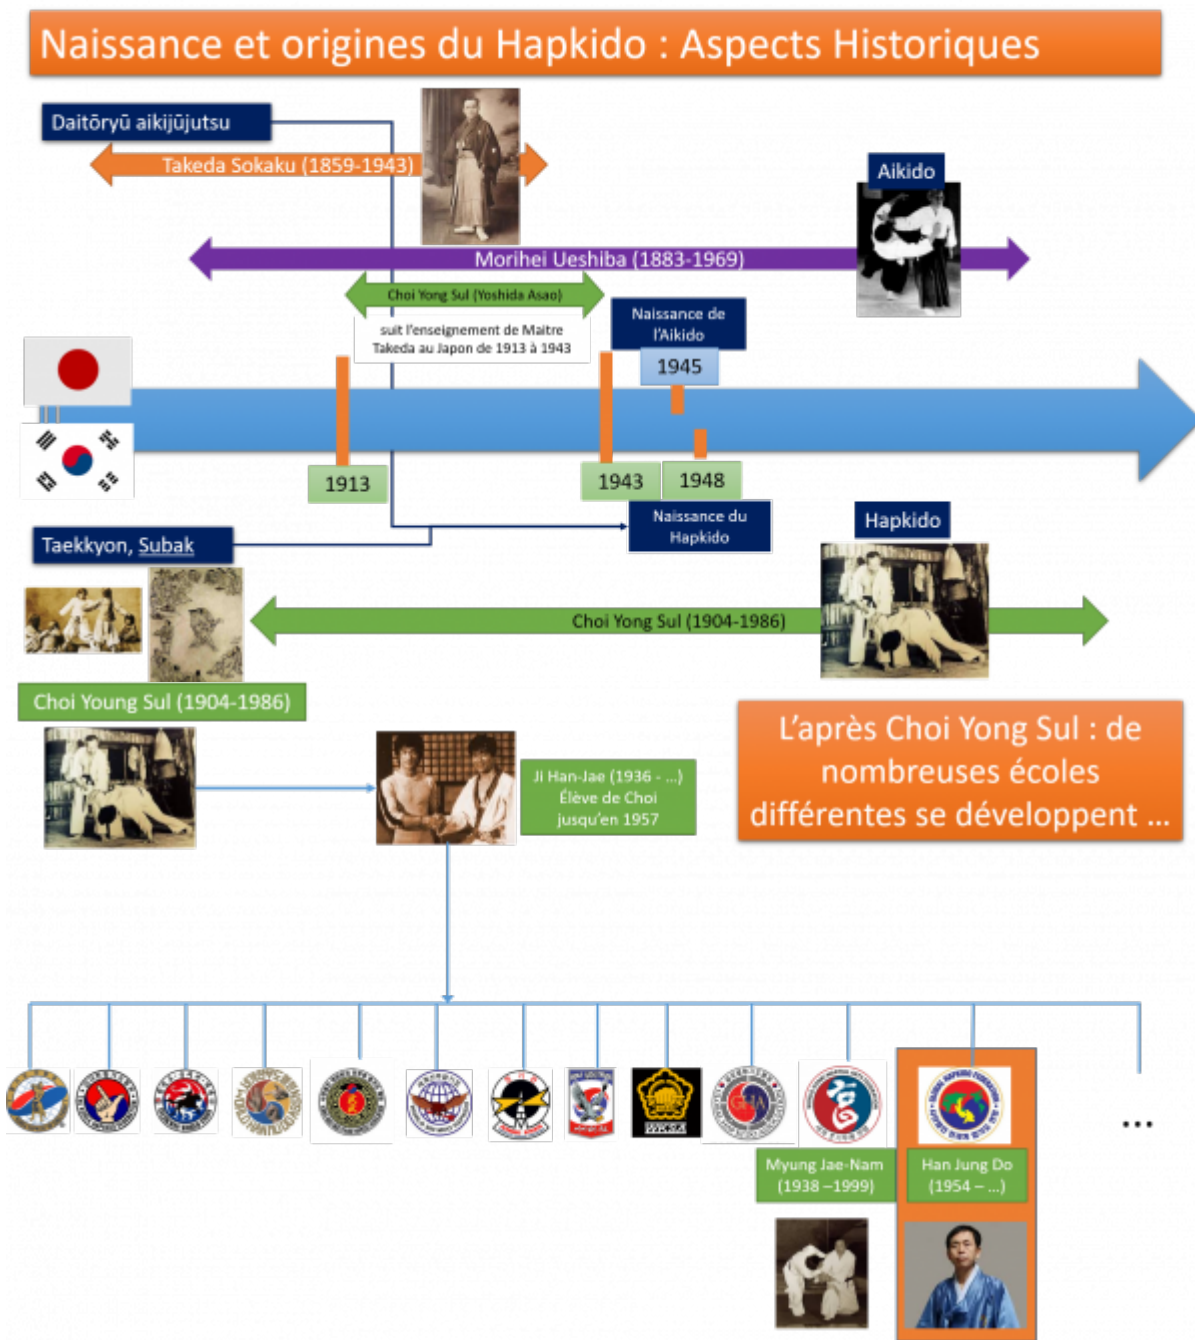 Naissance et origines du Hapkido : Aspects Historiques
Daitōryū aikijūjutsu
Takeda Sokaku (1859-1943)
Aikido
Morihei Ueshiba (1883-1969)
Choi Yong Sul (Yoshida Asao)
suit l'enseignement de Maitre
Takeda au Japon de 1913 à 1943
Naissance de
l'Aikido
1945
1913
1943
1948
Naissance du
Hapkido
Hapkido
Taekkyon, Subak
Choi Yong Sul (1904-1986)
Choi Young Sul (1904-1986)
Ji Han-Jae (1936 - ...)
Élève de Choi
jusqu'en 1957
L'après Choi Yong Sul : de
nombreuses écoles
différentes se développent ...
GHA
...
Myung Jae-Nam
(1938 –1999)
Han Jung Do
(1954 – ...)